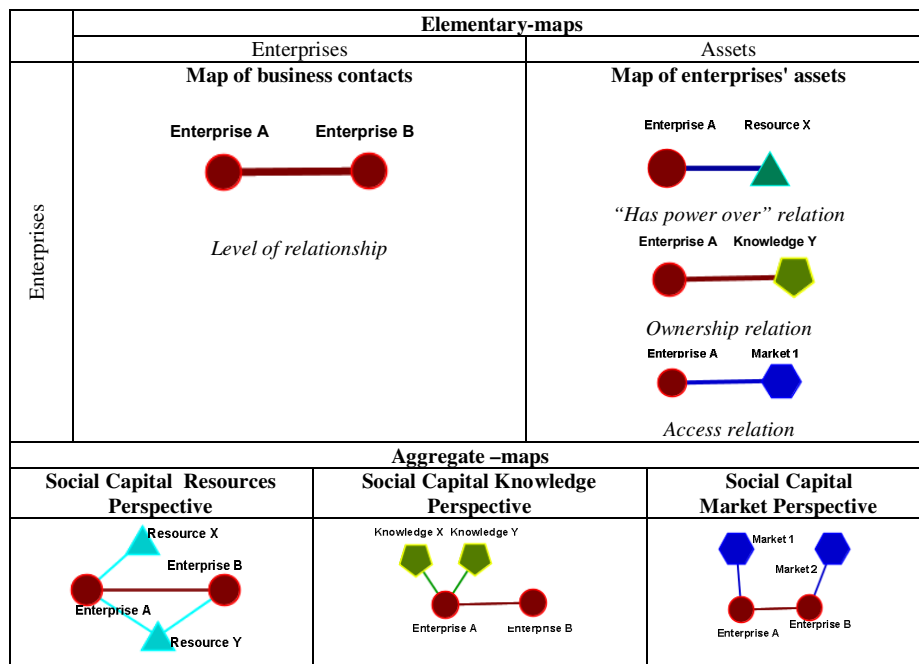 Elementary-maps
Enterprises
Assets
Enterprises
Map of business contacts
Enterprise A
Enterprise B
Level of relationship
Map of enterprises' assets
Enterprise A
Resource X
“Has power over” relation
Enterprise A
Knowledge Y
Ownership relation
Enterprise A
Market 1
Access relation
Aggregate –maps
Social Capital Resources
Perspective
Social Capital Knowledge
Perspective
Social Capital
Market Perspective
Resource X
Enterprise B
Enterprise A
Resource Y
Knowledge X
Knowledge Y
Enterprise A
Enterprise B
Market 1
Market 2
Enterprise A
Enterprise B